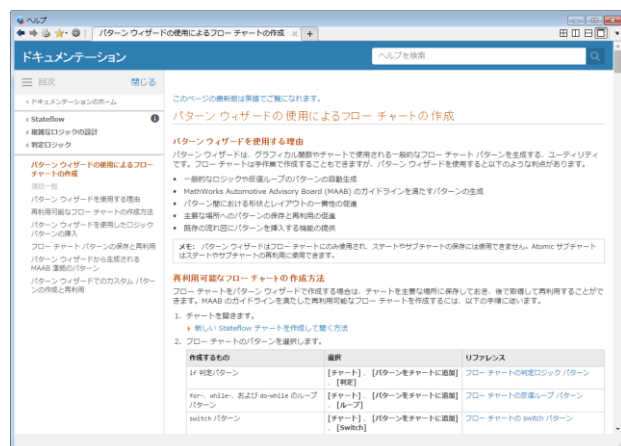 ヘルプ
パターン ウィザードの使用によるフロー チャートの作成
ドキュメンテーション
ヘルプを検索
目次
閉じる
ドキュメンテーションのホーム
Stateflow
複雑なロジックの設計
判定ロジック
パターン ウィザードの使用によるフロー
チャートの作成
項目一覧
パターン ウィザードを使用する理由
再利用可能なフロー チャートの作成方法
パターン ウィザードを使用したロジック
パターンの挿入
フロー チャート パターンの保存と再利用
パターン ウィザードから生成される
MAAB 準拠のパターン
パターン ウィザードでのカスタム パター
ンの作成と再利用
このページの最新版は英語でご覧になれます。
パターン ウィザードの使用によるフロー チャートの作成
パターン ウィザードを使用する理由
パターン ウィザードは、グラフィカル関数やチャートで使用される一般的なフロー チャート パターンを生成する、ユーティリティ
です。フロー チャートは手作業で作成することもできますが、パターン ウィザードを使用すると以下のような利点があります。
• 一般的なロジックや反復ループのパターンの自動生成
• MathWorks Automotive Advisory Board (MAAB) のガイドラインを満たすパターンの生成
• パターン間における形状とレイアウトの一貫性の促進
• 主要な場所へのパターンの保存と再利用の促進
• 既存の流れ図にパターンを挿入する機能の提供
メモ: パターン ウィザードはフロー チャートにのみ使用され、ステートやサブチャートの保存には使用できません。Atomic サブチャート
はステートやサブチャートの再利用に使用できます。
再利用可能なフロー チャートの作成方法
フロー チャートをパターン ウィザードで作成する場合は、チャートを主要な場所に保存しておき、後で取得して再利用することがで
きます。MAAB のガイドラインを満たした再利用可能なフロー チャートを作成するには、以下の手順に従います。
1. チャートを開きます。
新しい Stateflow チャートを作成して開く方法
2. フロー チャートのパターンを選択します。
作成するもの 選択 リファレンス
if 判定パターン [チャート]、[パターンをチャートに追加] フロー チャートの判定ロジック パターン
、[判定]
for-、while-、および do-while のループ [チャート]、[パターンをチャートに追加] フロー チャートの反復ループ パターン
パターン 、[ループ]
switch パターン [チャート]、[パターンをチャートに追加] フロー チャートの switch パターン
、[Switch]